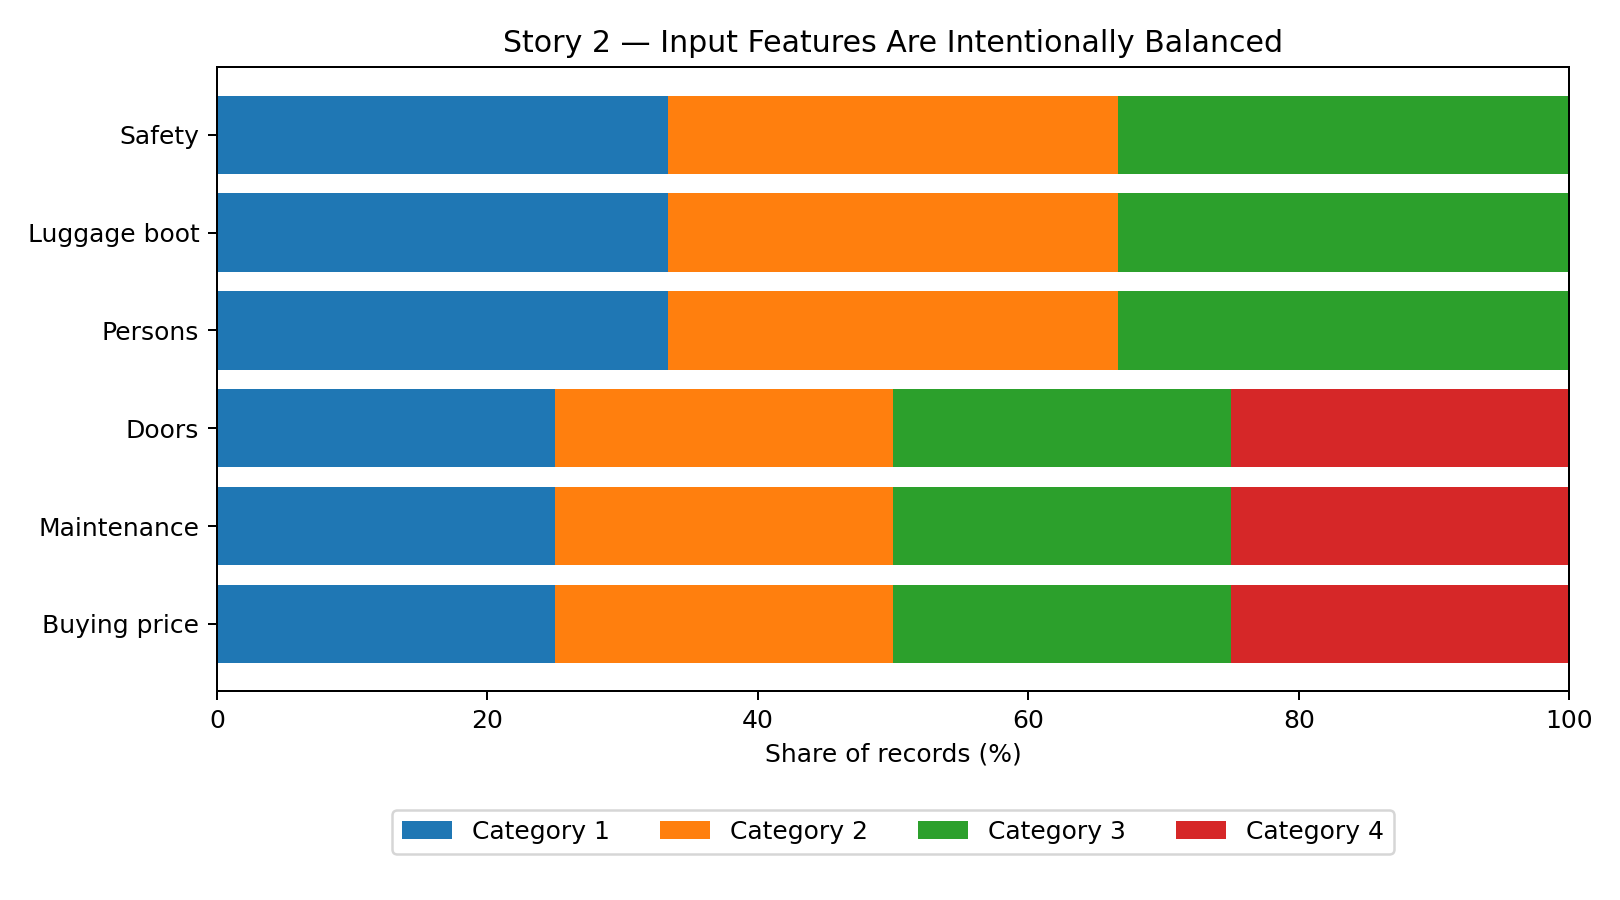 Story 2 — Input Features Are Intentionally Balanced
Safety
Luggage boot
Persons
Doors
Maintenance
Buying price
0 20 40 60 80 100
Share of records (%)
Category 1 Category 2 Category 3 Category 4